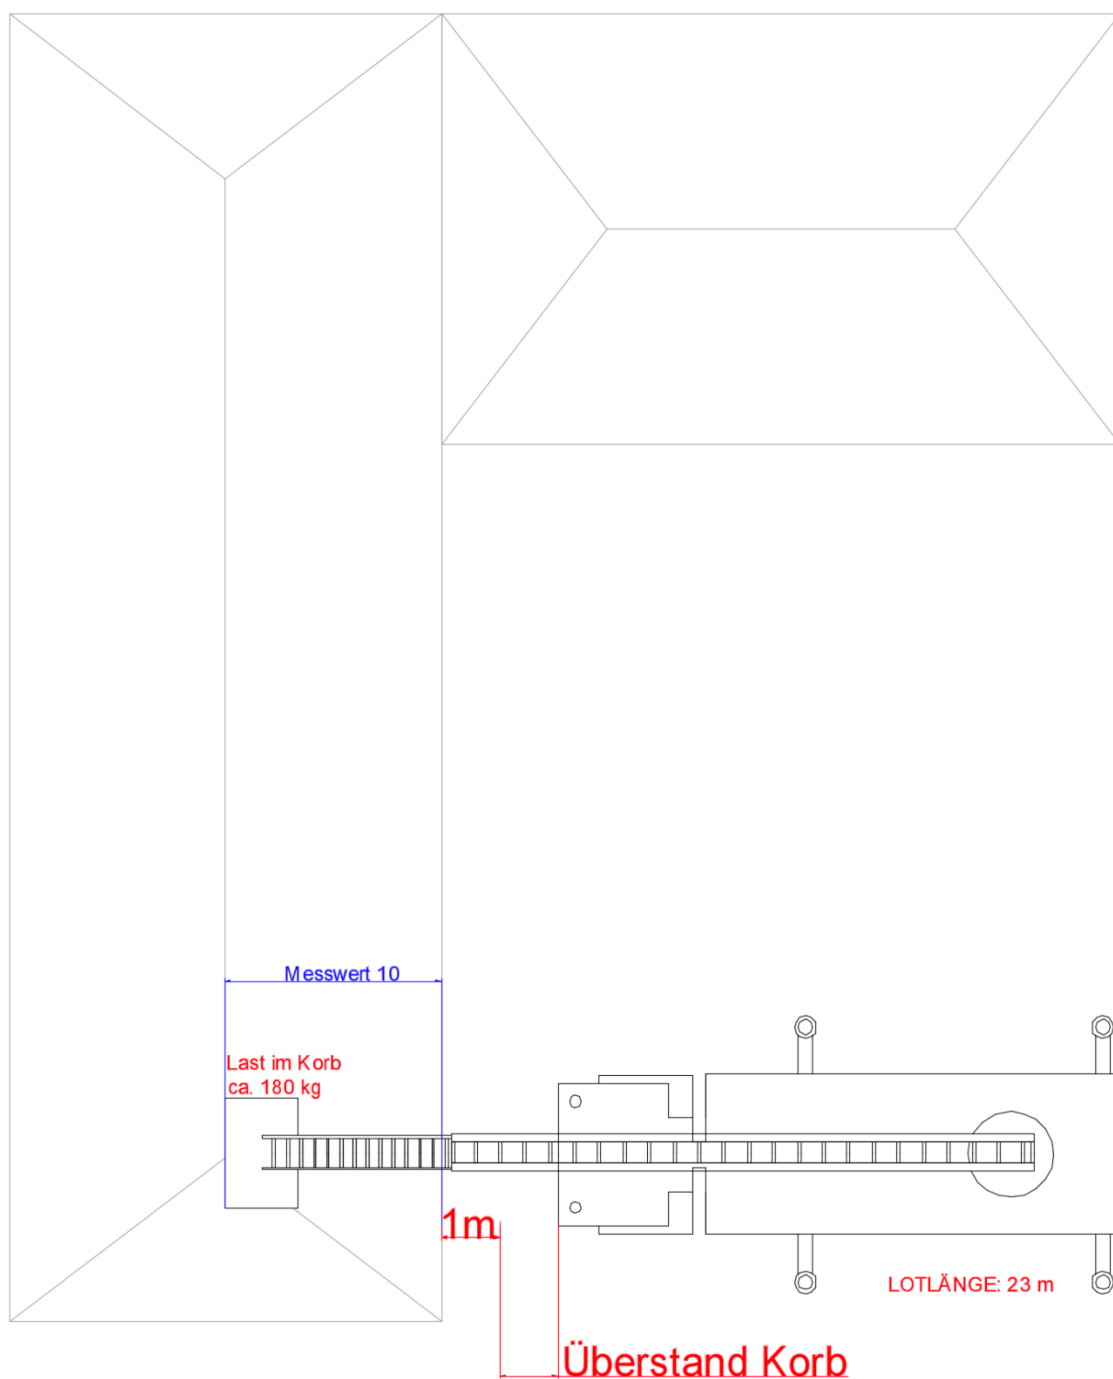 Messwert 10
Last im Korb
ca. 180 kg
1m
LOTLÄNGE: 23 m
Überstand Korb